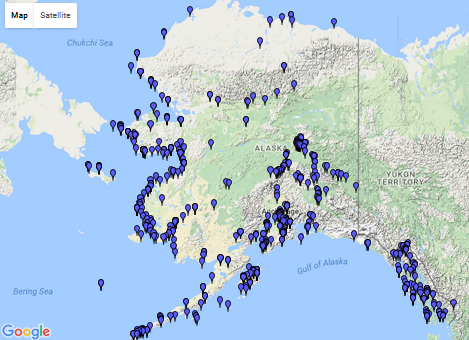 Map Satellite
Chukchi Sea
ALASKA
YUKON
TERRITORY
Gulf of Alaska
Bering Sea
Google